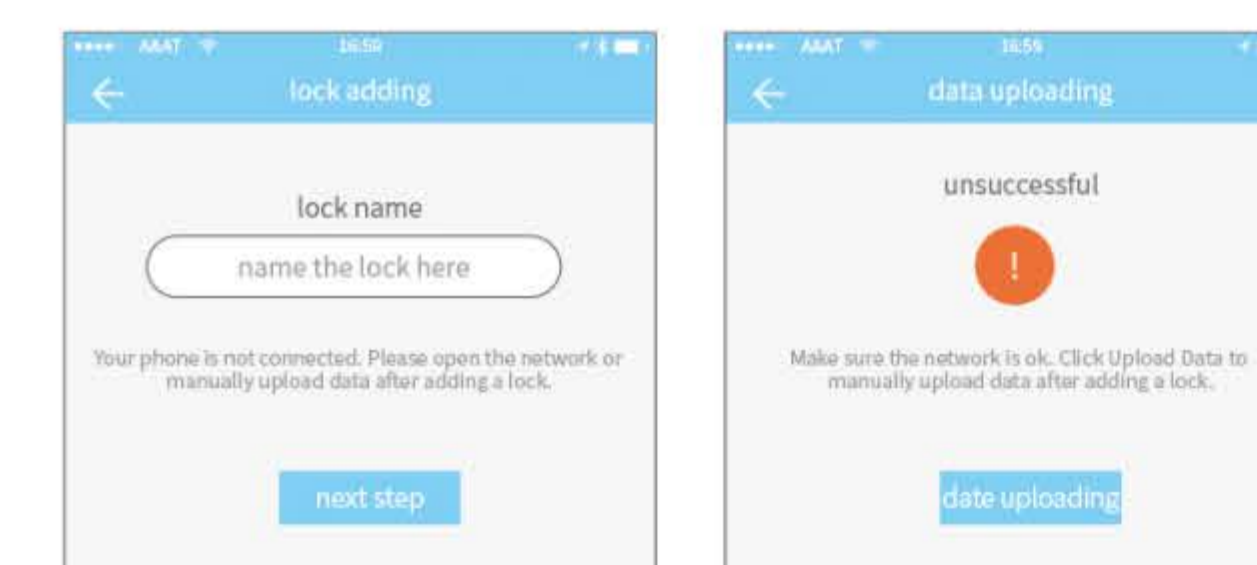 AAAT 16:59
lock adding
lock name
name the lock here
Your phone is not connected. Please open the network or
manually upload data after adding a lock.
next step
AAAT 16:59
data uploading
unsuccessful
!
Make sure the network is ok. Click Upload Data to
manually upload data after adding a lock.
date uploading